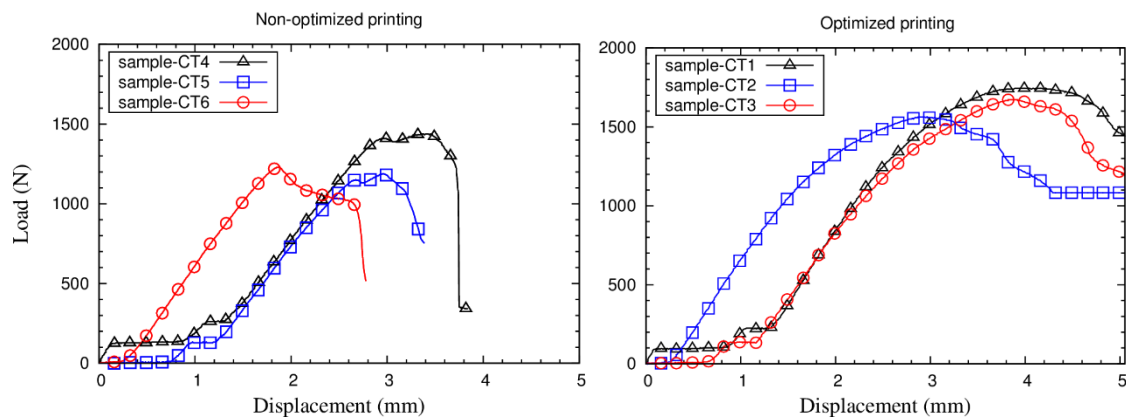 Non-optimized printing
2000
1500
1000
500
0
sample-CT4
sample-CT5
sample-CT6
0 1 2 3 4 5
Load (N)
Displacement (mm)
Optimized printing
2000
1500
1000
500
0
sample-CT1
sample-CT2
sample-CT3
0 1 2 3 4 5
Displacement (mm)